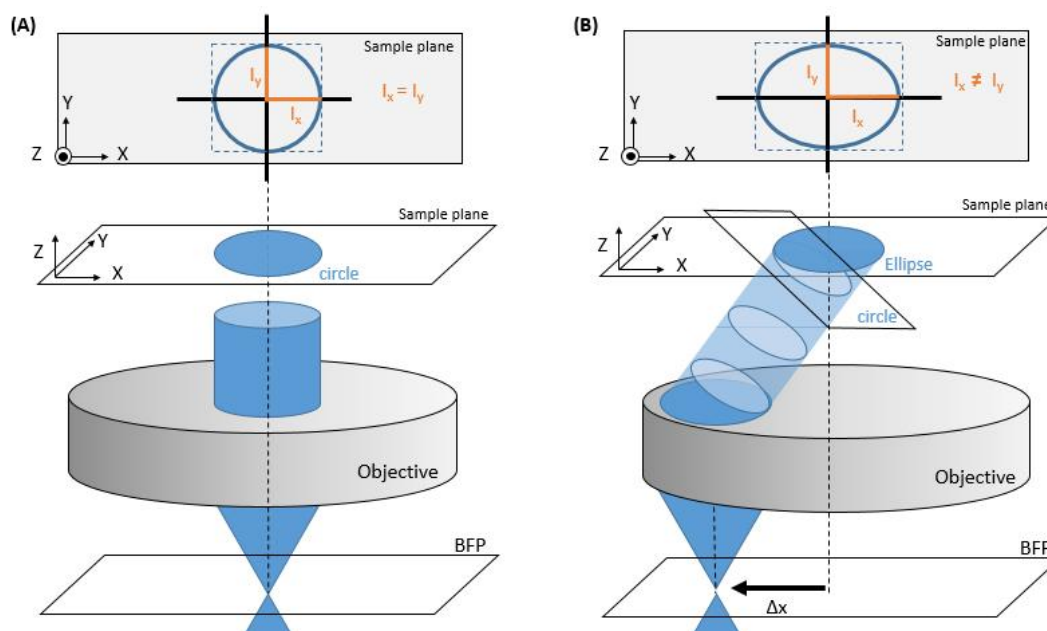 (A)
Sample plane
Iy
Ix = Iy
Ix
Y
Z
X
Sample plane
Z
Y
X
circle
Objective
BFP
(B)
Sample plane
Iy
Ix ≠ Iy
Ix
Y
Z
X
Sample plane
Z
Y
X
Ellipse
circle
Objective
BFP
Δx